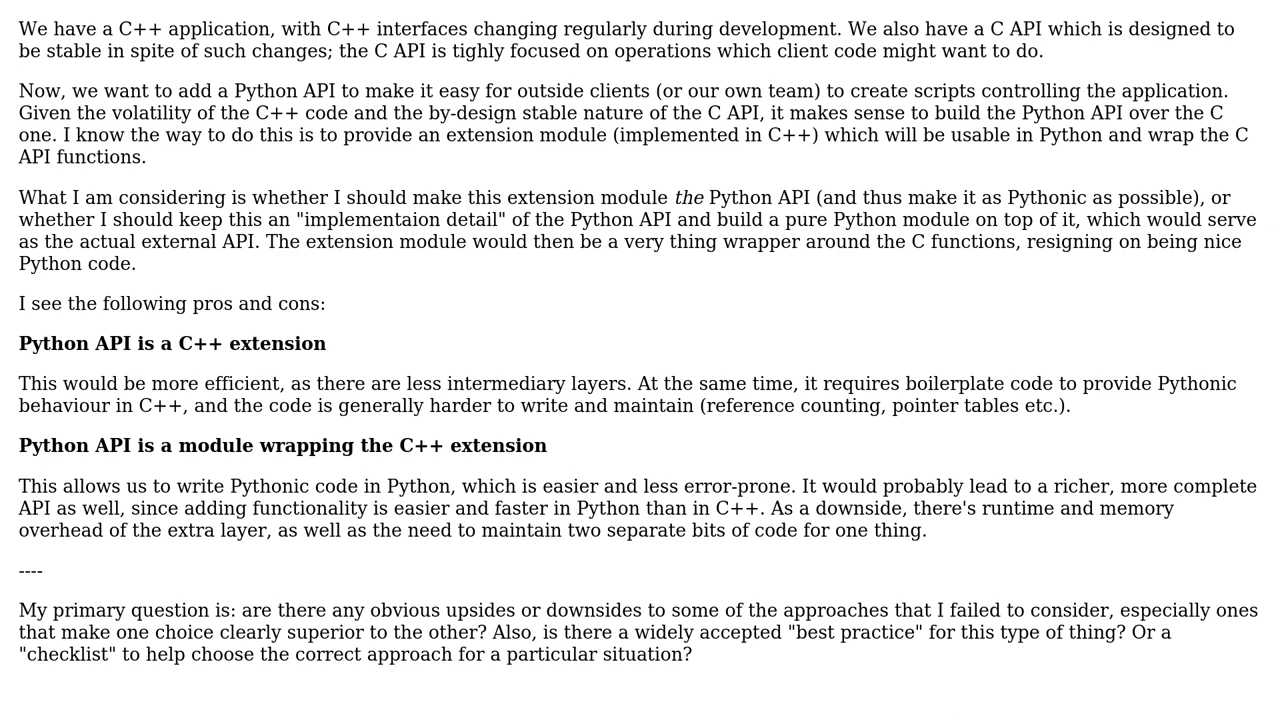 We have a C++ application, with C++ interfaces changing regularly during development. We also have a C API which is designed to
be stable in spite of such changes; the C API is tighly focused on operations which client code might want to do.
Now, we want to add a Python API to make it easy for outside clients (or our own team) to create scripts controlling the application.
Given the volatility of the C++ code and the by-design stable nature of the C API, it makes sense to build the Python API over the C
one. I know the way to do this is to provide an extension module (implemented in C++) which will be usable in Python and wrap the C
API functions.
What I am considering is whether I should make this extension module the Python API (and thus make it as Pythonic as possible), or
whether I should keep this an "implementaion detail" of the Python API and build a pure Python module on top of it, which would serve
as the actual external API. The extension module would then be a very thing wrapper around the C functions, resigning on being nice
Python code.
I see the following pros and cons:
Python API is a C++ extension
This would be more efficient, as there are less intermediary layers. At the same time, it requires boilerplate code to provide Pythonic
behaviour in C++, and the code is generally harder to write and maintain (reference counting, pointer tables etc.).
Python API is a module wrapping the C++ extension
This allows us to write Pythonic code in Python, which is easier and less error-prone. It would probably lead to a richer, more complete
API as well, since adding functionality is easier and faster in Python than in C++. As a downside, there's runtime and memory
overhead of the extra layer, as well as the need to maintain two separate bits of code for one thing.
----
My primary question is: are there any obvious upsides or downsides to some of the approaches that I failed to consider, especially ones
that make one choice clearly superior to the other? Also, is there a widely accepted "best practice" for this type of thing? Or a
"checklist" to help choose the correct approach for a particular situation?